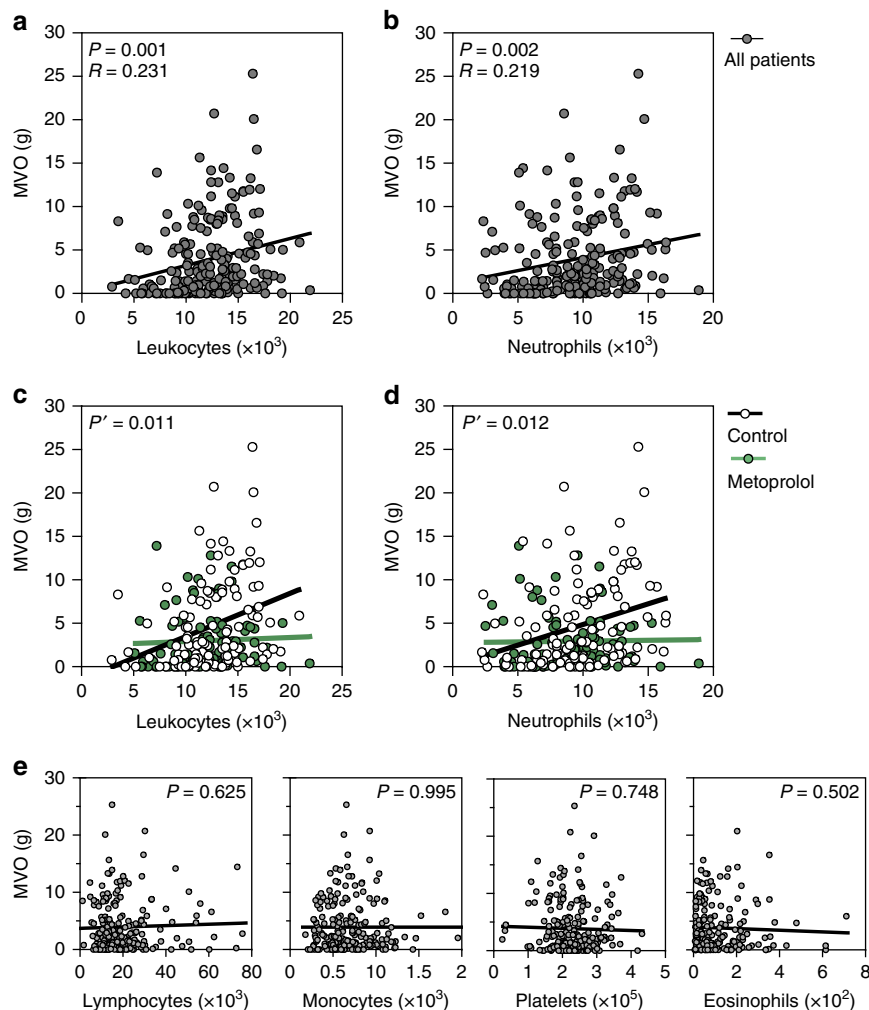 a
P = 0.001
R = 0.231
30
25
20
15
10
5
0
MVO (g)
0 5 10 15 20 25
Leukocytes (×10³)
b
P = 0.002
R = 0.219
30
25
20
15
10
5
0
MVO (g)
0 5 10 15 20
Neutrophils (×10³)
All patients
c
P′ = 0.011
30
25
20
15
10
5
0
MVO (g)
0 5 10 15 20 25
Leukocytes (×10³)
d
P′ = 0.012
30
25
20
15
10
5
0
MVO (g)
0 5 10 15 20
Neutrophils (×10³)
Control
Metoprolol
e
30
20
10
0
MVO (g)
P = 0.625
0 20 40 60 80
Lymphocytes (×10³)
P = 0.995
0 0.5 1 1.5 2
Monocytes (×10³)
P = 0.748
0 1 2 3 4 5
Platelets (×10⁵)
P = 0.502
0 2 4 6 8
Eosinophils (×10²)